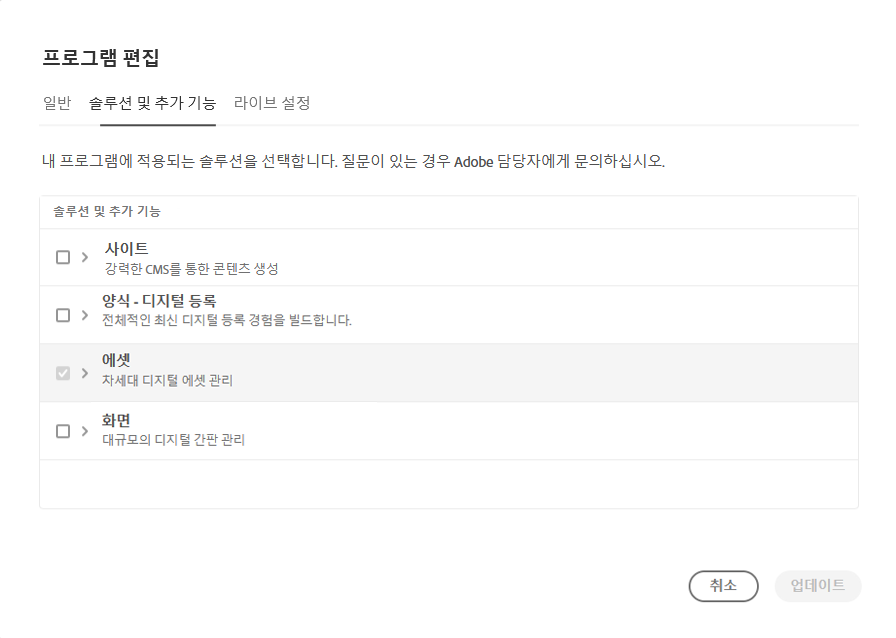 프로그램 편집
일반 솔루션 및 추가 기능 라이브 설정
내 프로그램에 적용되는 솔루션을 선택합니다. 질문이 있는 경우 Adobe 담당자에게 문의하십시오.
솔루션 및 추가 기능
사이트
강력한 CMS를 통한 콘텐츠 생성
양식 - 디지털 등록
전체적인 최신 디지털 등록 경험을 빌드합니다.
에셋
차세대 디지털 에셋 관리
화면
대규모의 디지털 간판 관리
취소 업데이트